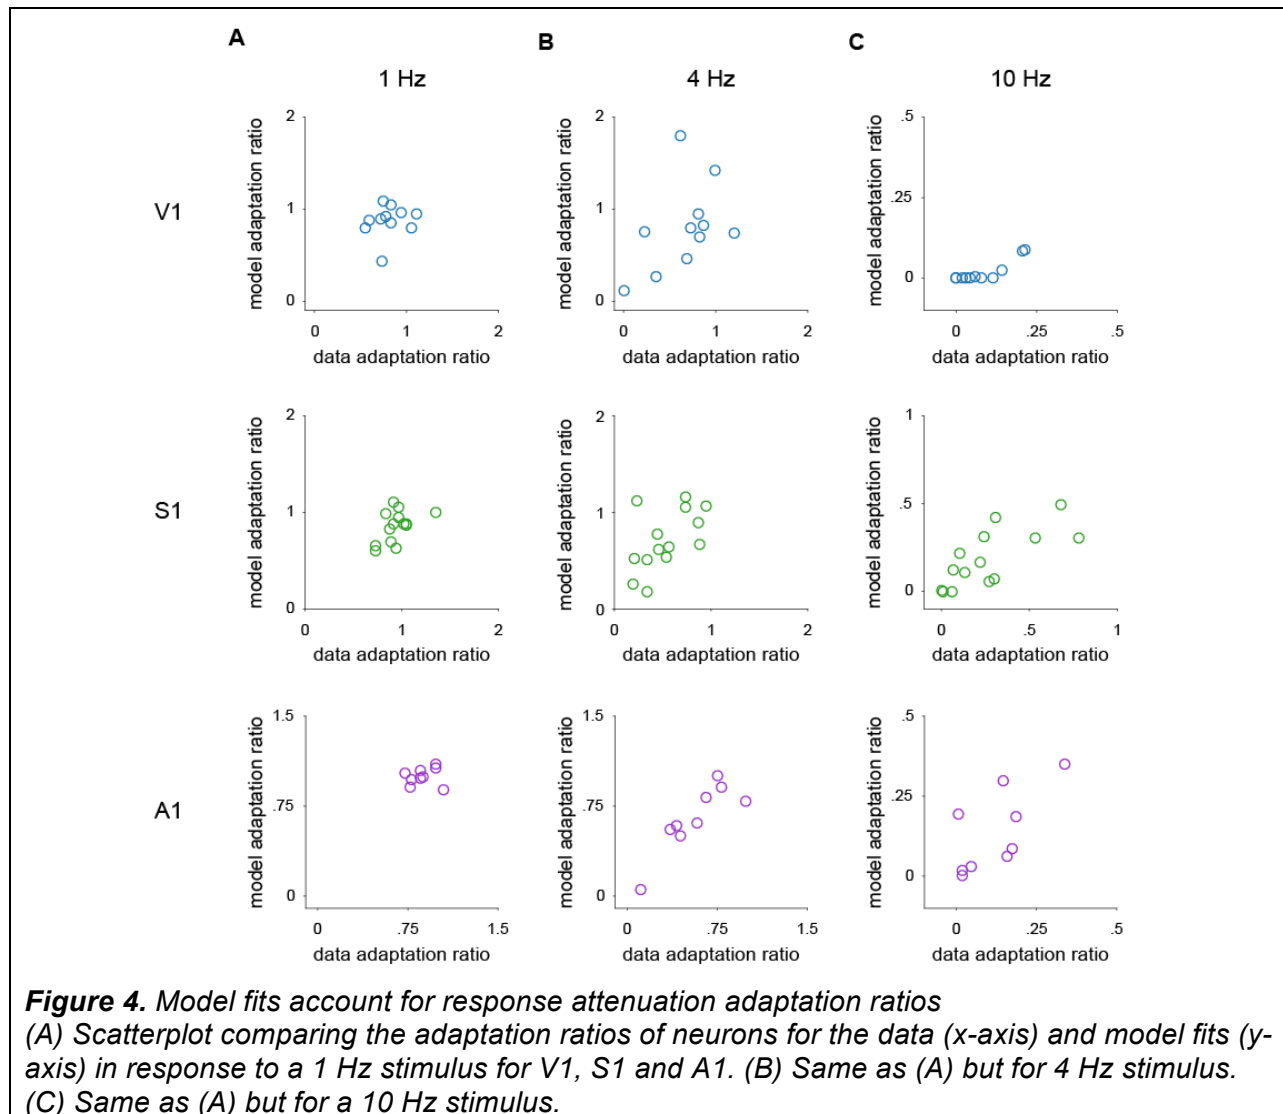 A B C
1 Hz 4 Hz 10 Hz
V1
model adaptation ratio
2
1
0
0 1 2
data adaptation ratio
model adaptation ratio
2
1
0
0 1 2
data adaptation ratio
model adaptation ratio
.5
.25
0
0 .25 .5
data adaptation ratio
S1
model adaptation ratio
2
1
0
0 1 2
data adaptation ratio
model adaptation ratio
2
1
0
0 1 2
data adaptation ratio
model adaptation ratio
1
.5
0
0 .5 1
data adaptation ratio
A1
model adaptation ratio
1.5
.75
0
0 .75 1.5
data adaptation ratio
model adaptation ratio
1.5
.75
0
0 .75 1.5
data adaptation ratio
model adaptation ratio
.5
.25
0
0 .25 .5
data adaptation ratio
Figure 4. Model fits account for response attenuation adaptation ratios
(A) Scatterplot comparing the adaptation ratios of neurons for the data (x-axis) and model fits (y-
axis) in response to a 1 Hz stimulus for V1, S1 and A1. (B) Same as (A) but for 4 Hz stimulus.
(C) Same as (A) but for a 10 Hz stimulus.